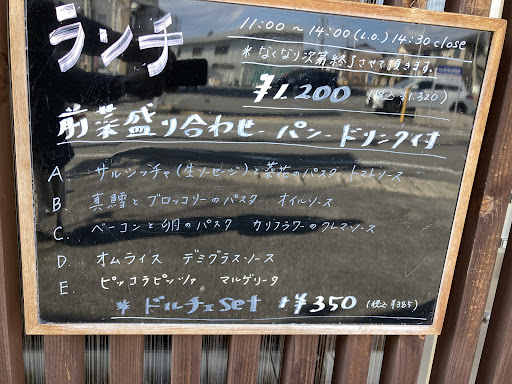 ランチ
11:00 ~ 14:00 (L.O.) 14:30 close
* なくなり次第終了させて頂きます。
¥1,200 (税込 ¥1,320)
前菜盛り合わせ・パン・ドリンク付
A. サルシッチャ (生ソーセージ) と菜花のパスタ トマトソース
B. 真鱈とブロッコリーのパスタ オイルソース
C. ベーコンと卵のパスタ カリフラワーのクレマソース
D. オムライス デミグラスソース
E. ピッコラピッツァ マルゲリータ
* ドルチェ set +¥350 (税込 ¥385)